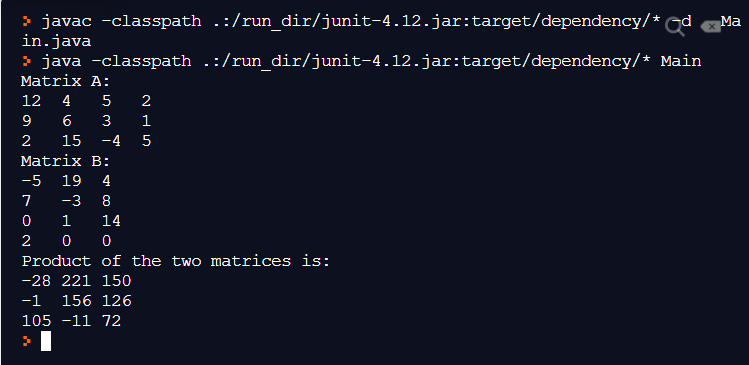 > javac -classpath .:/run_dir/junit-4.12.jar:target/dependency/* -d . Ma
in.java
> java -classpath .:/run_dir/junit-4.12.jar:target/dependency/* Main
Matrix A:
12 4 5 2
9 6 3 1
2 15 -4 5
Matrix B:
-5 19 4
7 -3 8
0 1 14
2 0 0
Product of the two matrices is:
-28 221 150
-1 156 126
105 -11 72
>